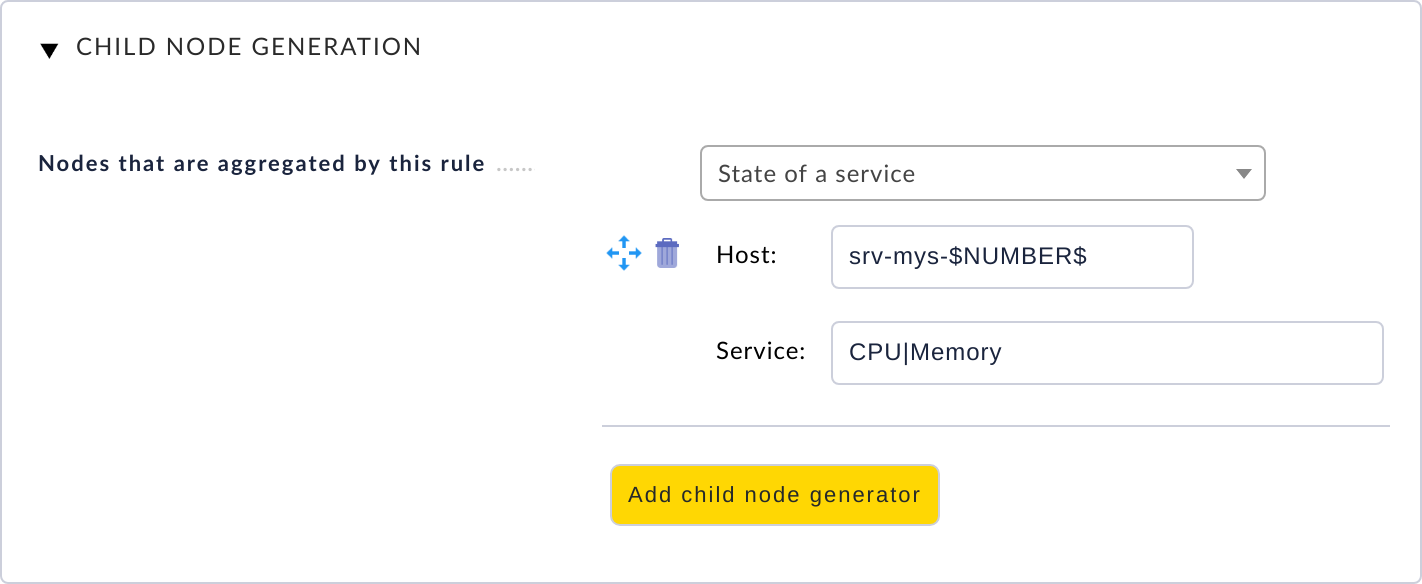 CHILD NODE GENERATION
Nodes that are aggregated by this rule ......
State of a service
Host: srv-mys-$NUMBER$
Service: CPU|Memory
Add child node generator